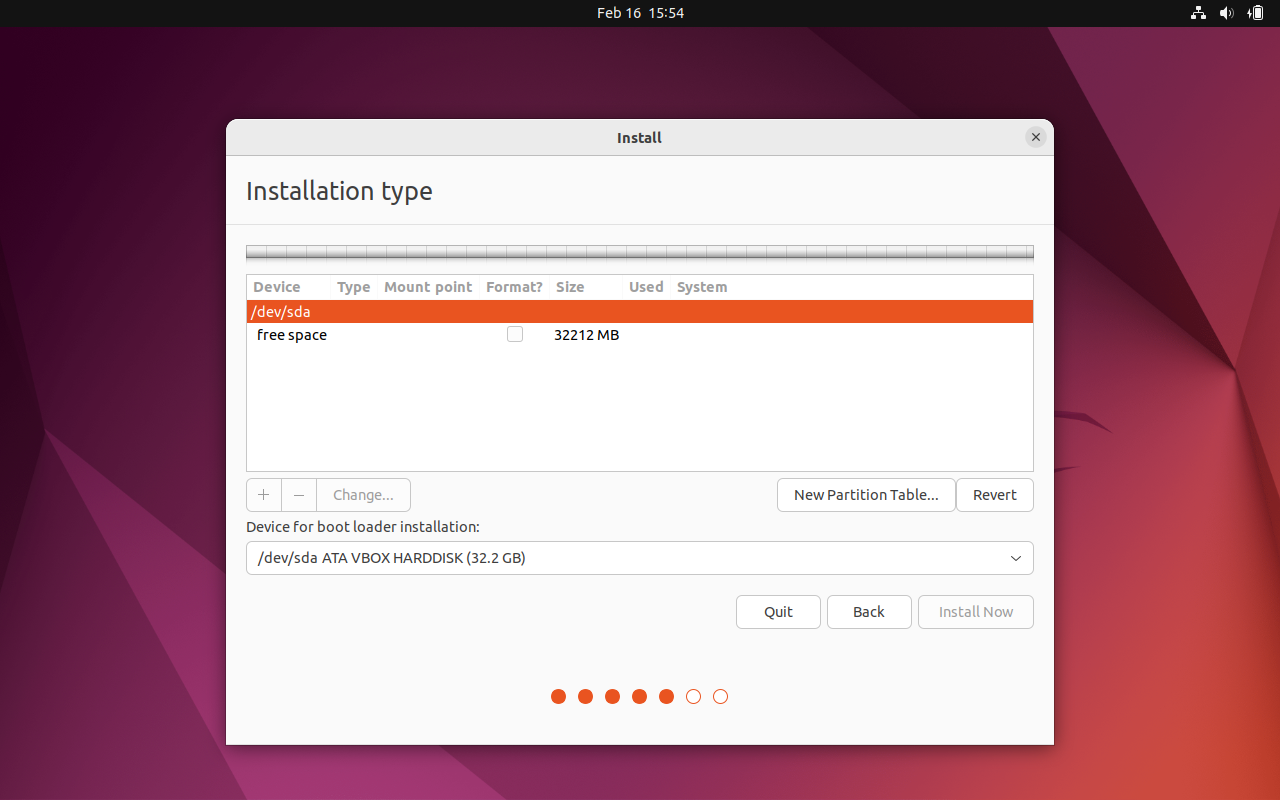 Feb 16 15:54
Install
Installation type
Device Type Mount point Format? Size Used System
/dev/sda
free space 32212 MB
+ − Change... New Partition Table... Revert
Device for boot loader installation:
/dev/sda ATA VBOX HARDDISK (32.2 GB)
Quit Back Install Now